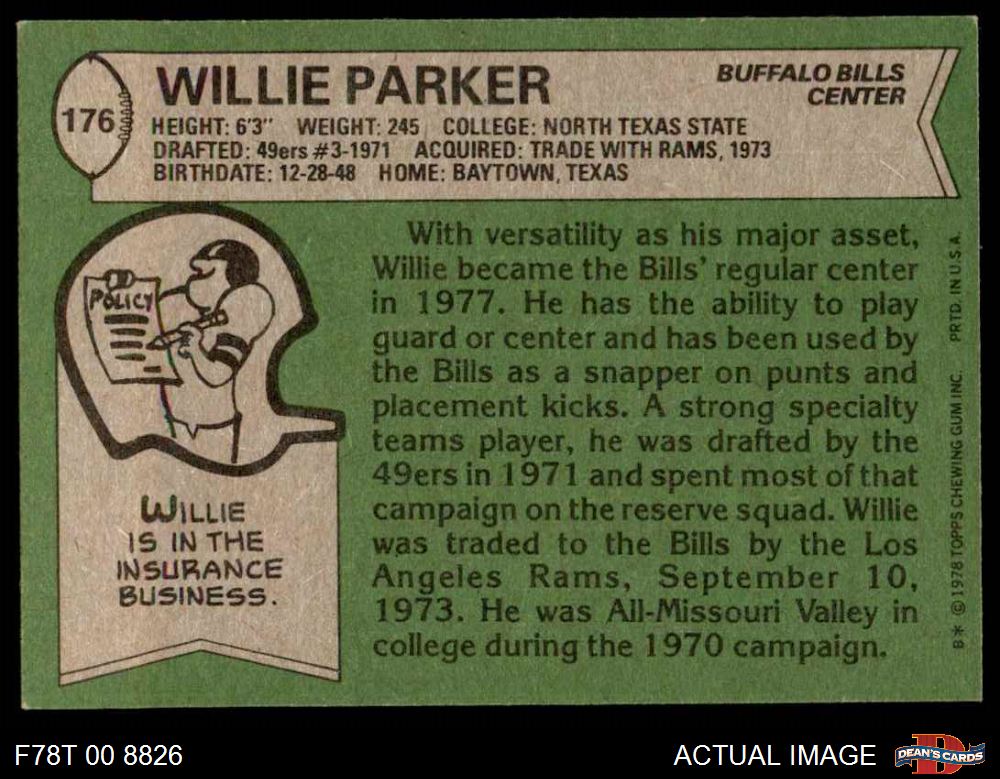 176
WILLIE PARKER
BUFFALO BILLS
CENTER
HEIGHT: 6'3" WEIGHT: 245 COLLEGE: NORTH TEXAS STATE
DRAFTED: 49ers #3-1971 ACQUIRED: TRADE WITH RAMS, 1973
BIRTHDATE: 12-28-48 HOME: BAYTOWN, TEXAS
POLICY
WILLIE
IS IN THE
INSURANCE
BUSINESS.
With versatility as his major asset,
Willie became the Bills' regular center
in 1977. He has the ability to play
guard or center and has been used by
the Bills as a snapper on punts and
placement kicks. A strong specialty
teams player, he was drafted by the
49ers in 1971 and spent most of that
campaign on the reserve squad. Willie
was traded to the Bills by the Los
Angeles Rams, September 10,
1973. He was All-Missouri Valley in
college during the 1970 campaign.
B* © 1978 TOPPS CHEWING GUM INC. PRTD. IN U.S.A.
F78T 00 8826
ACTUAL IMAGE
D
DEAN'S CARDS